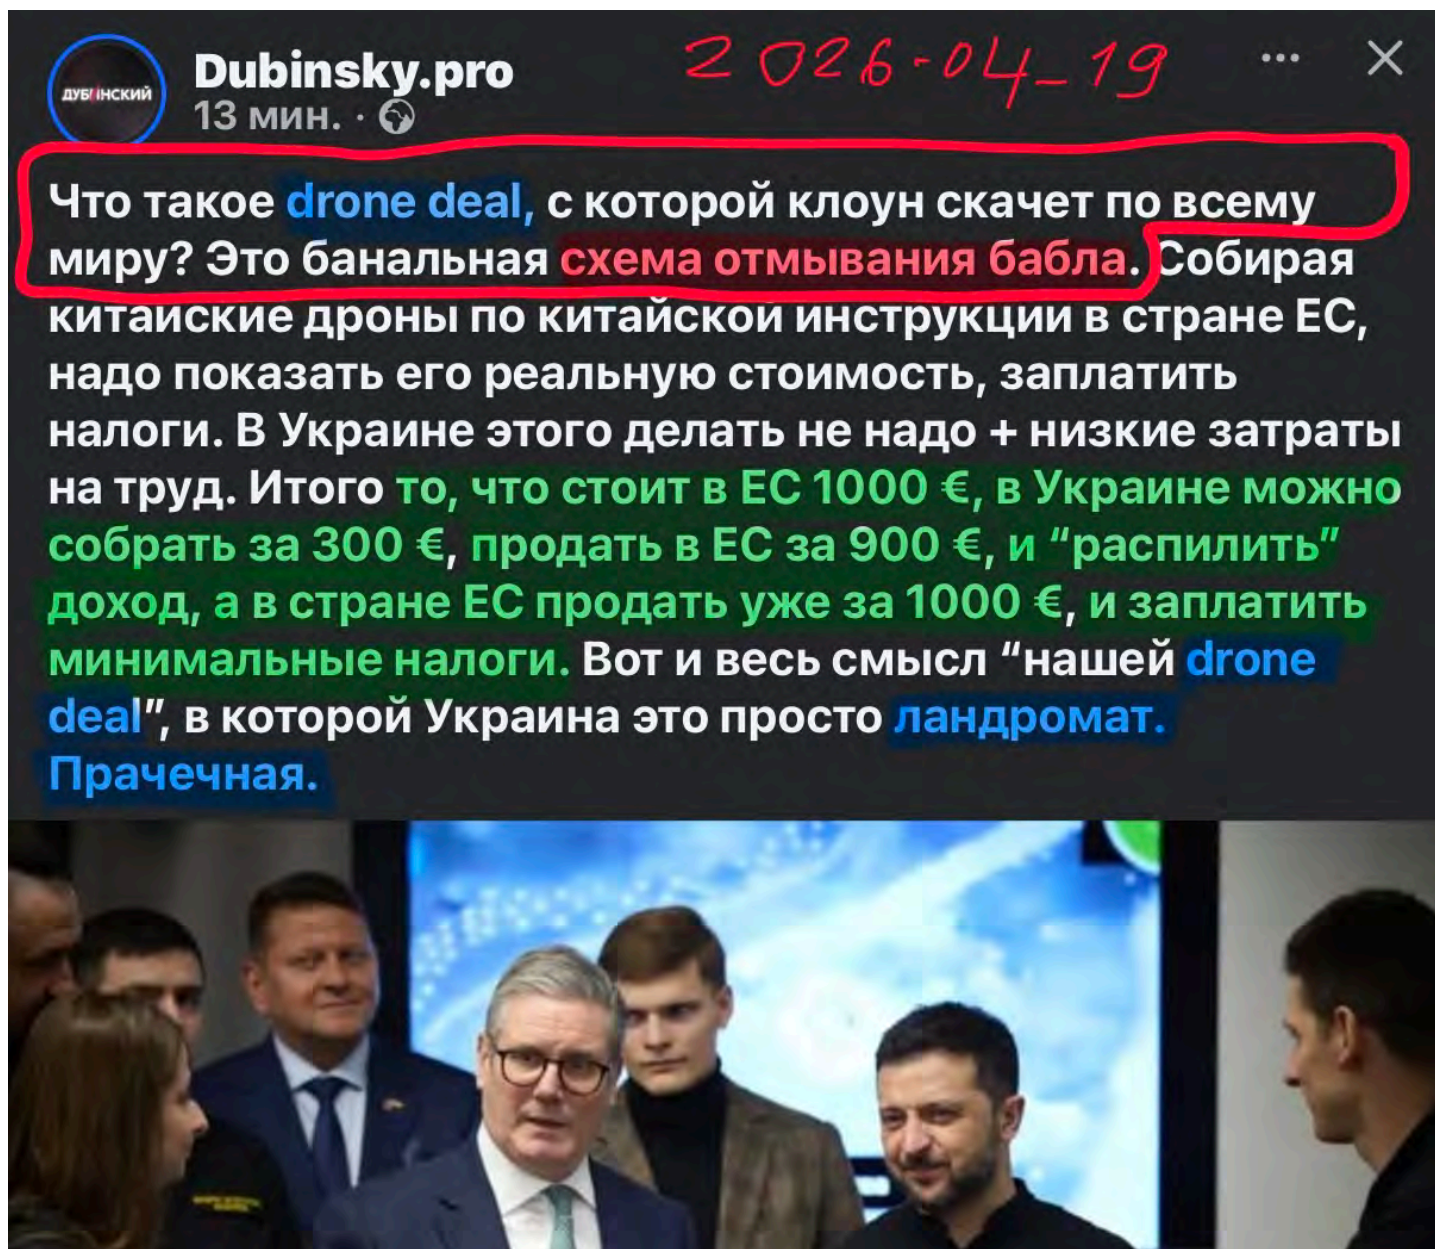 Dubinsky.pro
2026-04-19
ДУБИНСКИЙ
13 мин.
Что такое drone deal, с которой клоун скачет по всему
миру? Это банальная схема отмывания бабла. Собирая
китайские дроны по китайской инструкции в стране ЕС,
надо показать его реальную стоимость, заплатить
налоги. В Украине этого делать не надо + низкие затраты
на труд. Итого то, что стоит в ЕС 1000 €, в Украине можно
собрать за 300 €, продать в ЕС за 900 €, и “распилить”
доход, а в стране ЕС продать уже за 1000 €, и заплатить
минимальные налоги. Вот и весь смысл “нашей drone
deal”, в которой Украина это просто ландромат.
Прачечная.